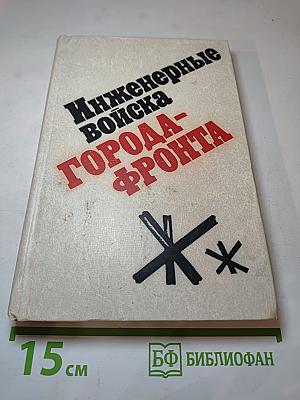 Инженерные
войска
ГОРОДА-
ФРОНТА
15 см
БФ БИБЛИОФАН